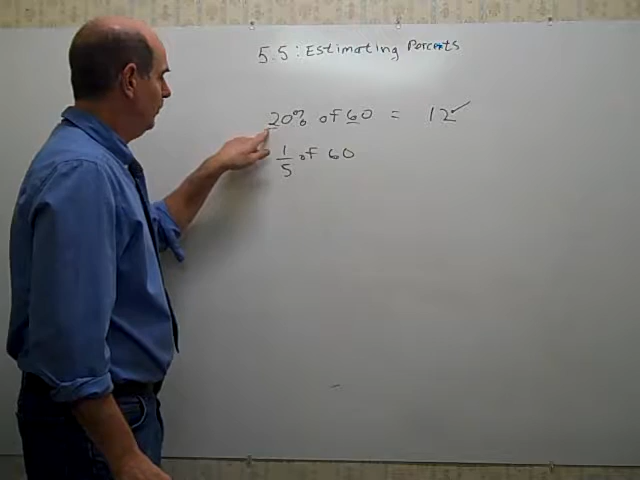 5.5: Estimating Percents
20% of 60 = 12 ✓
1/5 of 60